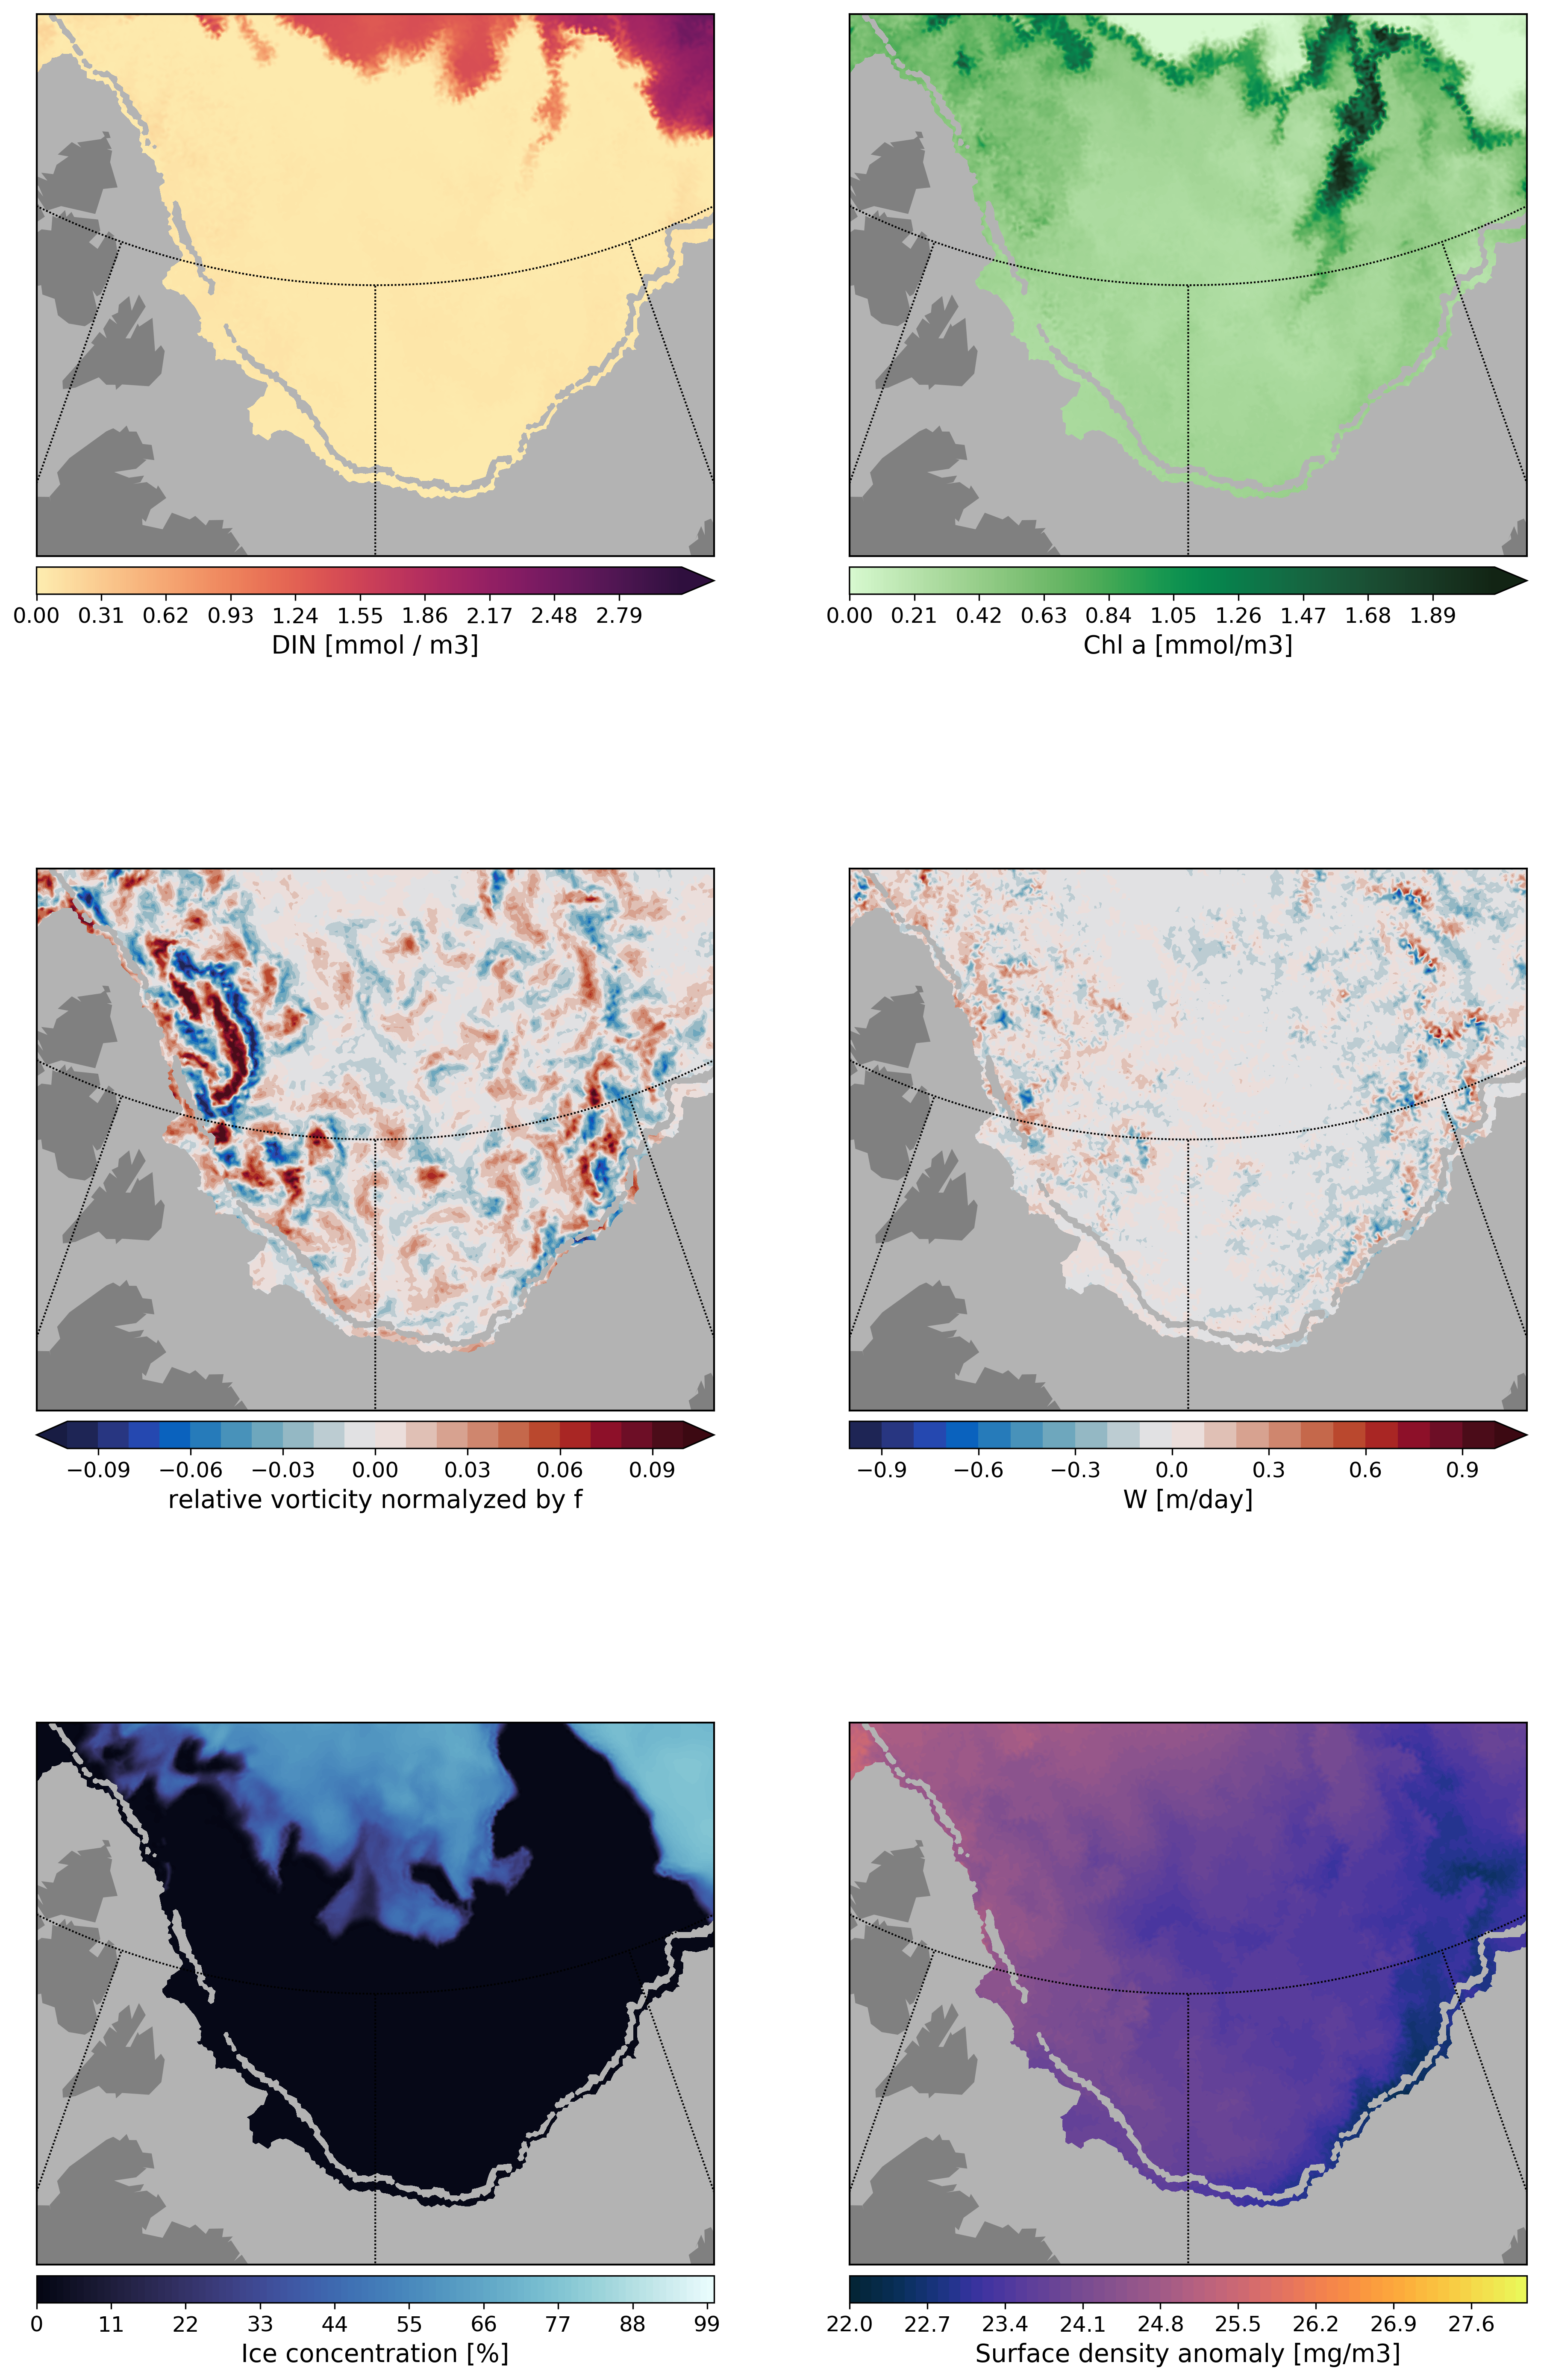 0.00 0.31 0.62 0.93 1.24 1.55 1.86 2.17 2.48 2.79
DIN [mmol / m3]
0.00 0.21 0.42 0.63 0.84 1.05 1.26 1.47 1.68 1.89
Chl a [mmol/m3]
−0.09 −0.06 −0.03 0.00 0.03 0.06 0.09
relative vorticity normalyzed by f
−0.9 −0.6 −0.3 0.0 0.3 0.6 0.9
W [m/day]
0 11 22 33 44 55 66 77 88 99
Ice concentration [%]
22.0 22.7 23.4 24.1 24.8 25.5 26.2 26.9 27.6
Surface density anomaly [mg/m3]